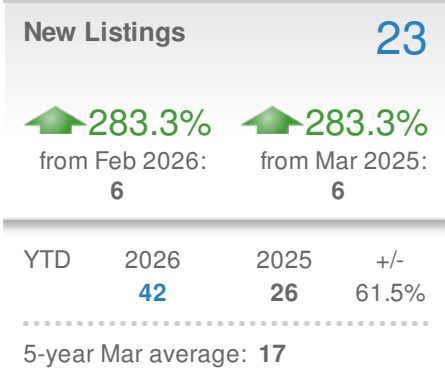 New Listings 23
283.3% 283.3%
from Feb 2026: from Mar 2025:
6 6
YTD 2026 2025 +/-
42 26 61.5%
5-year Mar average: 17